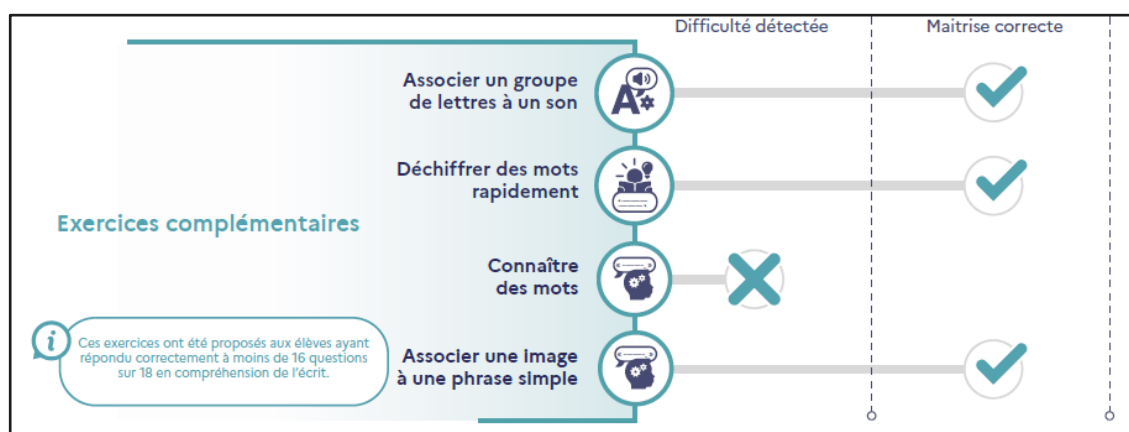 Difficulté détectée
Maitrise correcte
Associer un groupe
de lettres à un son
Déchiffrer des mots
rapidement
Exercices complémentaires
Connaître
des mots
Ces exercices ont été proposés aux élèves ayant
répondu correctement à moins de 16 questions
sur 18 en compréhension de l'écrit.
Associer une image
à une phrase simple